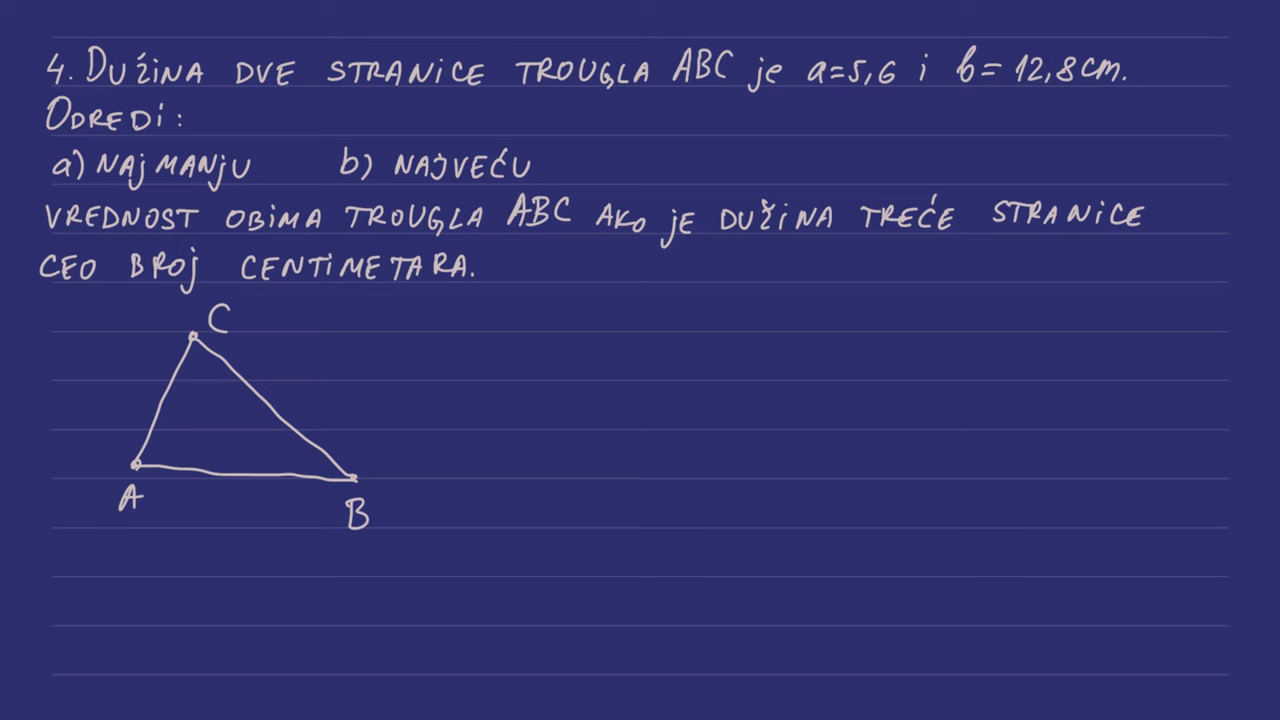 4. DUŽINA DVE STRANICE TROUGLA ABC je a=5,6 i b=12,8cm.
ODREDi:
a) NAJMANJU b) NAJVEĆU
VREDNOST OBIMA TROUGLA ABC AKO JE DUŽINA TREĆE STRANICE
CEO BROJ CENTIMETARA.
C
A
B